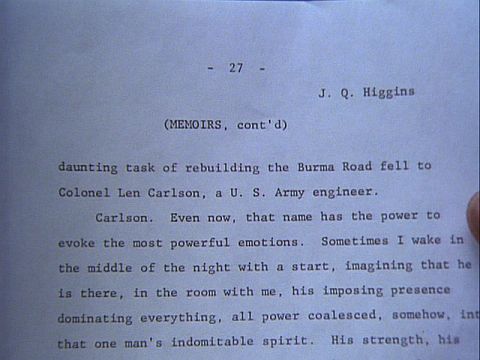 - 27 -
J. Q. Higgins
(MEMOIRS, cont'd)
daunting task of rebuilding the Burma Road fell to
Colonel Len Carlson, a U. S. Army engineer.
Carlson. Even now, that name has the power to
evoke the most powerful emotions. Sometimes I wake in
the middle of the night with a start, imagining that he
is there, in the room with me, his imposing presence
dominating everything, all power coalesced, somehow, int
that one man's indomitable spirit. His strength, his